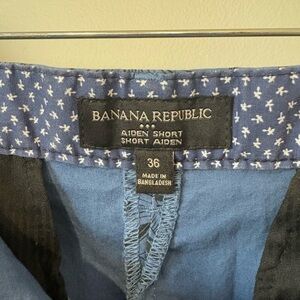 BANANA REPUBLIC
AIDEN SHORT
SHORT AIDEN
36
MADE IN
BANGLADESH